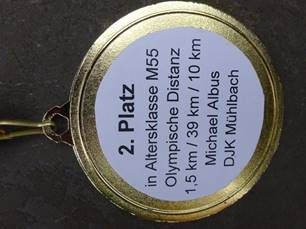 2. Platz
in Altersklasse M55
Olympische Distanz
1,5 km / 39 km / 10 km
Michael Albus
DJK Mühlbach